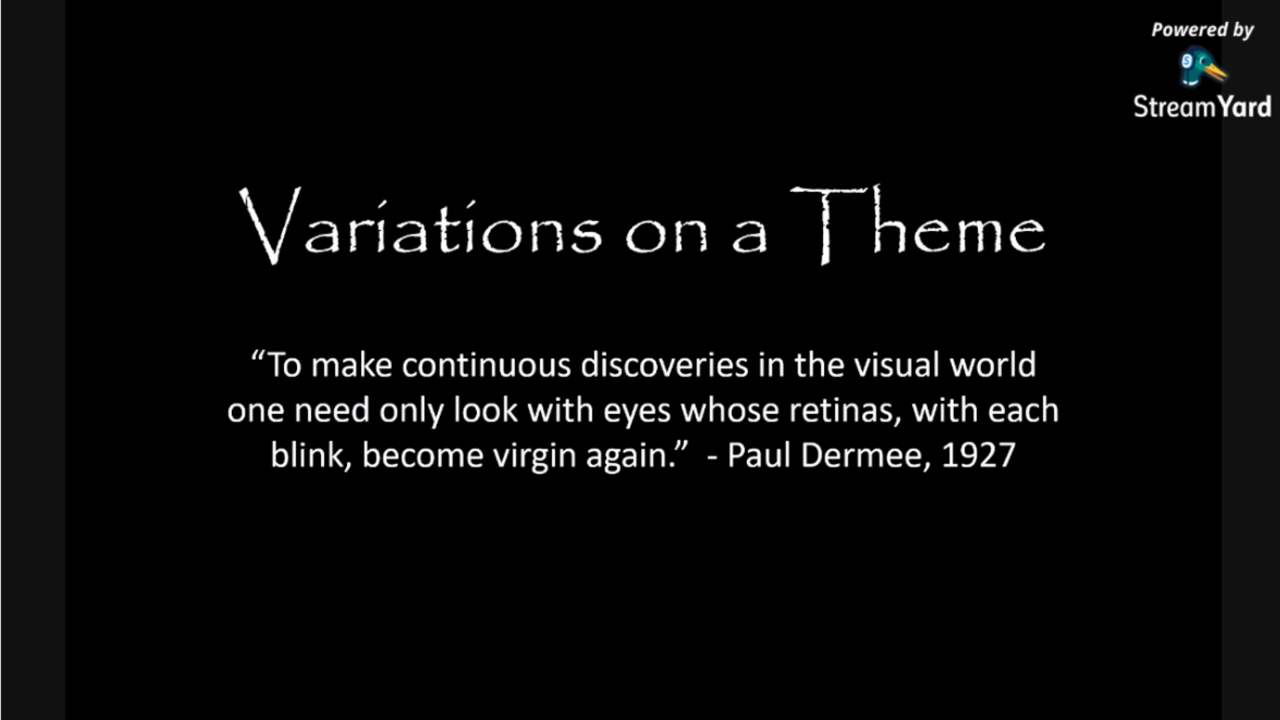 Powered by
StreamYard
Variations on a Theme
“To make continuous discoveries in the visual world
one need only look with eyes whose retinas, with each
blink, become virgin again.”  - Paul Dermee, 1927